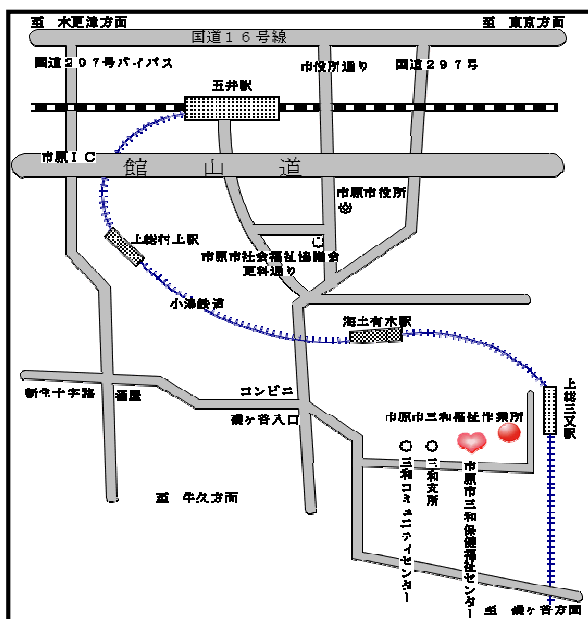 至　木更津方面
至　東京方面
国道１６号線
国道２９７号バイパス
市役所通り
国道２９７号
五井駅
市原ＩＣ
館　山　道
市原市役所
上総村上駅
市原市社会福祉協議会
更科通り
小湊鉄道
海士有木駅
上総三又駅
新生十字路
酒屋
コンビニ
磯ヶ谷入口
市原市三和福祉作業所
三和コミュニティセンター
三和支所
市原市三和保健福祉センター
至　牛久方面
至　磯ヶ谷方面